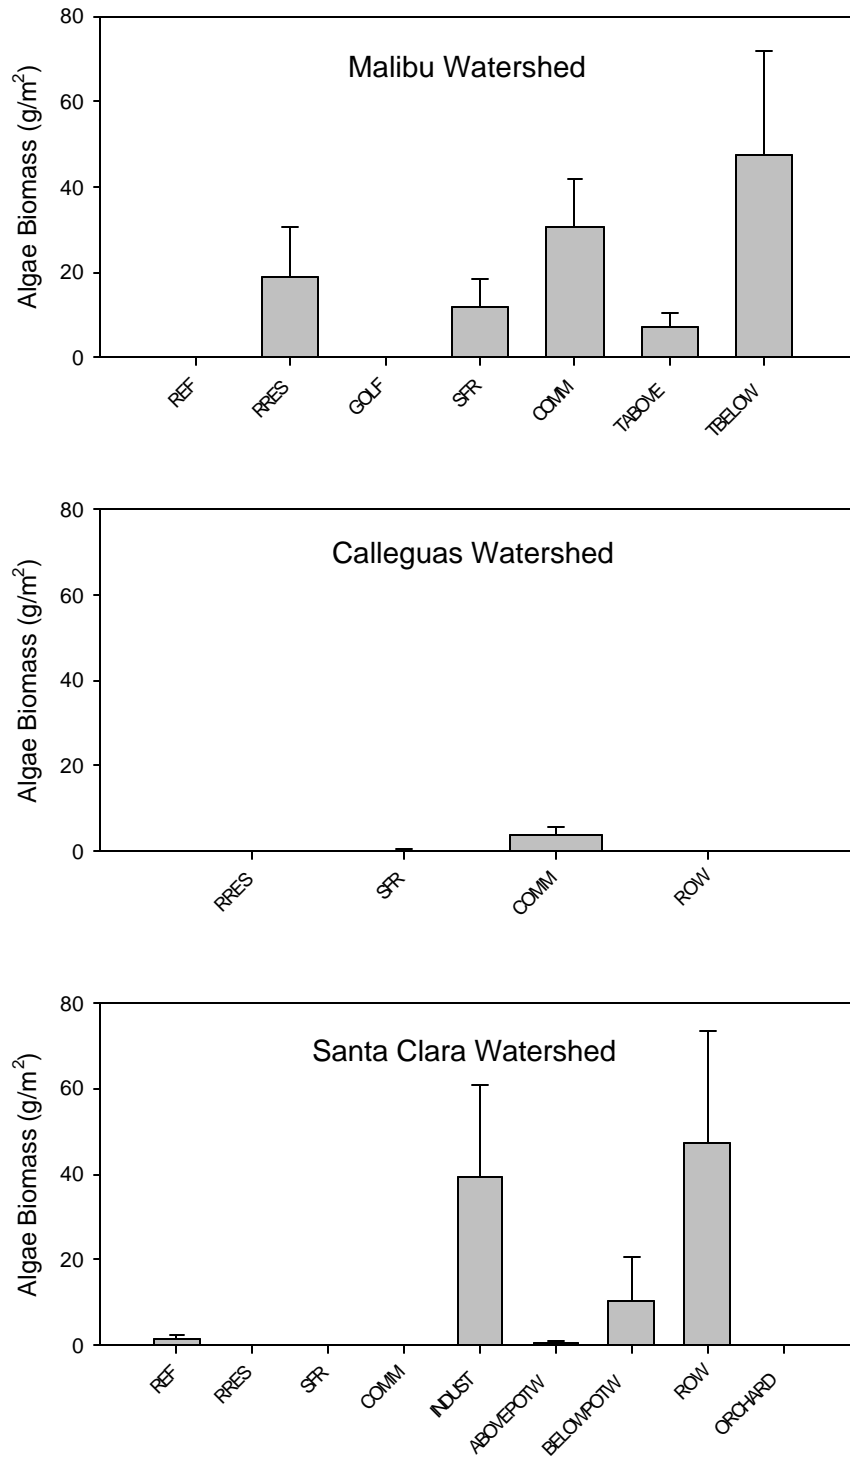 Malibu Watershed
Algae Biomass (g/m²)
80
60
40
20
0
REF
RRES
GOLF
SFR
COMM
TABOVE
TBELOW
Calleguas Watershed
Algae Biomass (g/m²)
80
60
40
20
0
RRES
SFR
COMM
ROW
Santa Clara Watershed
Algae Biomass (g/m²)
80
60
40
20
0
REF
RRES
SFR
COMM
INDUST
ABOVEPOTW
BELOWPOTW
ROW
ORCHARD